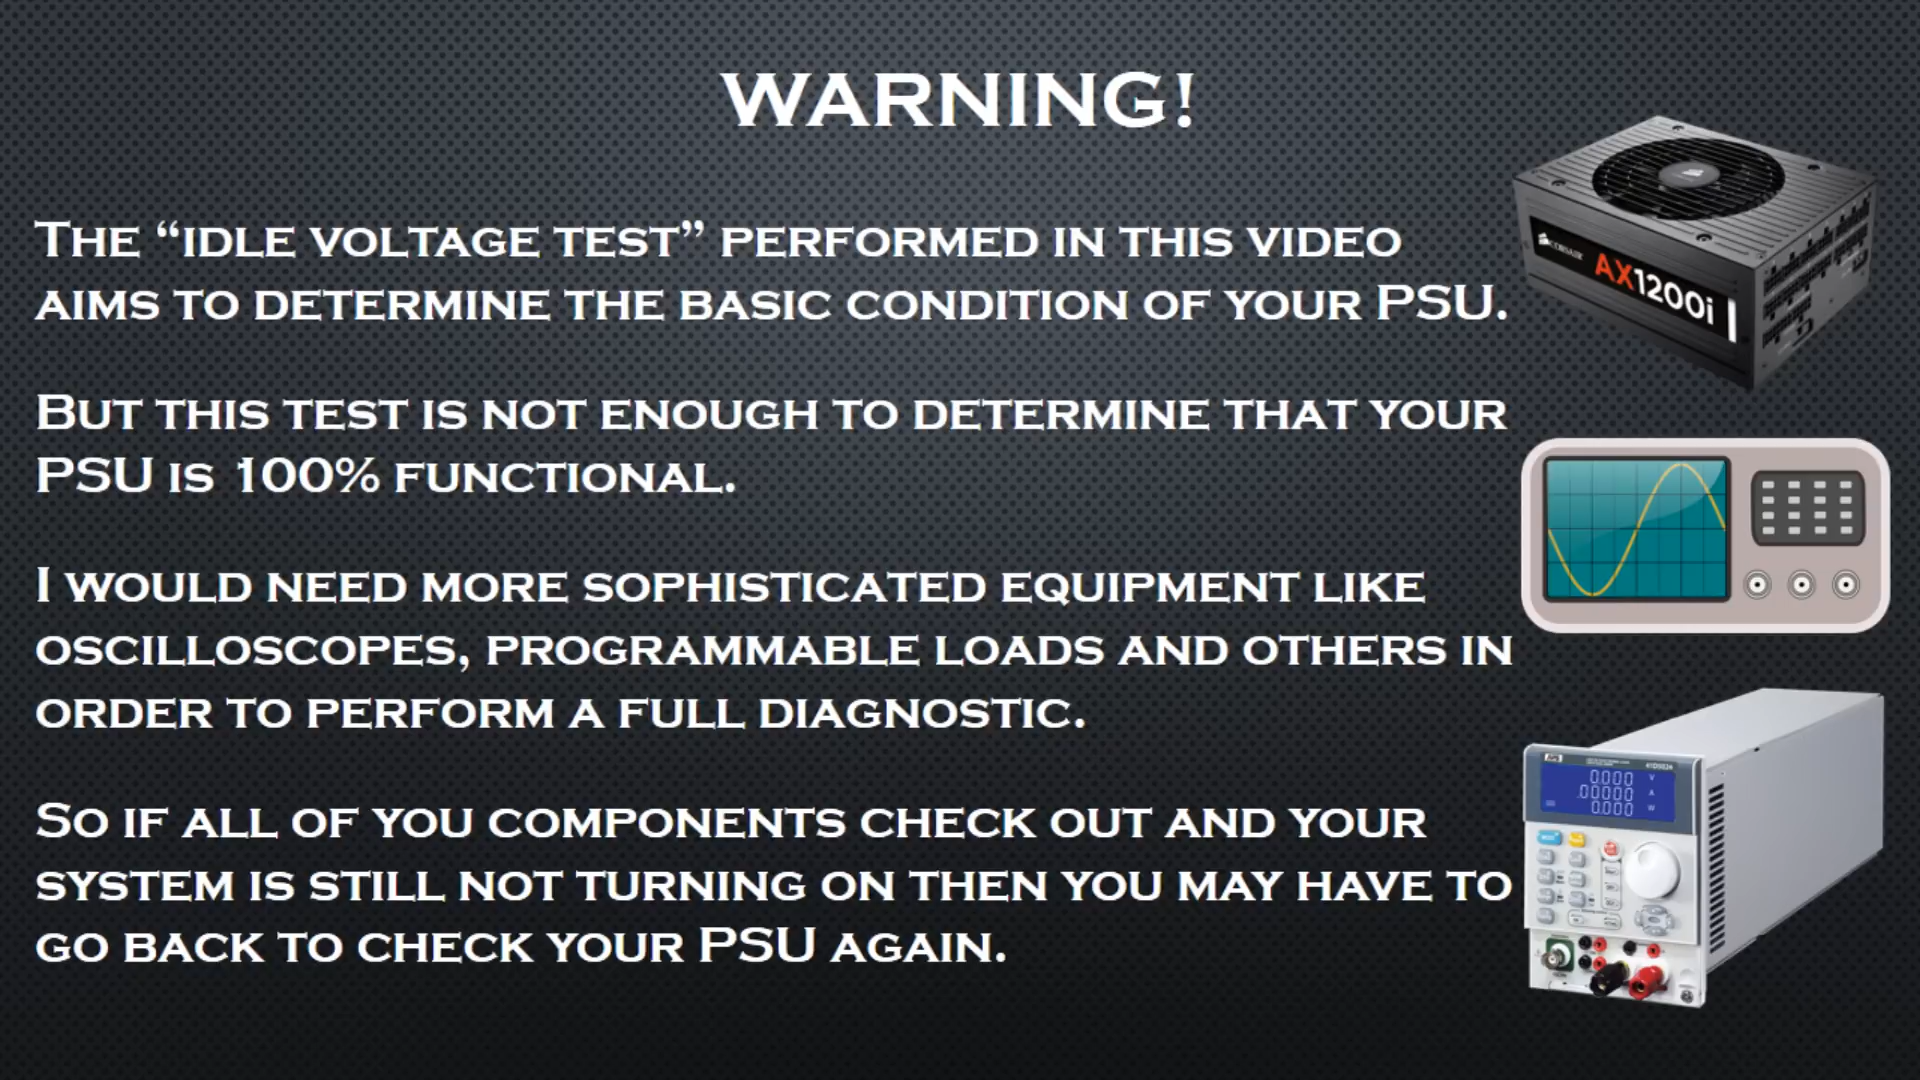 WARNING!
THE “IDLE VOLTAGE TEST” PERFORMED IN THIS VIDEO
AIMS TO DETERMINE THE BASIC CONDITION OF YOUR PSU.
BUT THIS TEST IS NOT ENOUGH TO DETERMINE THAT YOUR
PSU IS 100% FUNCTIONAL.
I WOULD NEED MORE SOPHISTICATED EQUIPMENT LIKE
OSCILLOSCOPES, PROGRAMMABLE LOADS AND OTHERS IN
ORDER TO PERFORM A FULL DIAGNOSTIC.
SO IF ALL OF YOU COMPONENTS CHECK OUT AND YOUR
SYSTEM IS STILL NOT TURNING ON THEN YOU MAY HAVE TO
GO BACK TO CHECK YOUR PSU AGAIN.
CORSAIR AX1200i
0.000 V
.00000 A
0.000 W